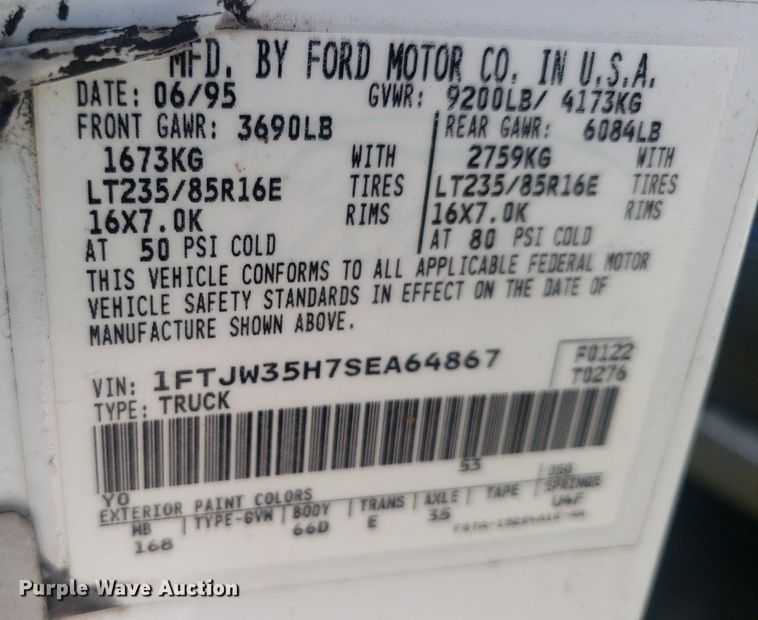 MFD. BY FORD MOTOR CO. IN U.S.A.
DATE: 06/95 GVWR: 9200LB/ 4173KG
FRONT GAWR: 3690LB REAR GAWR: 6084LB
1673KG WITH 2759KG WITH
LT235/85R16E TIRES LT235/85R16E TIRES
16X7.0K RIMS 16X7.0K RIMS
AT 50 PSI COLD AT 80 PSI COLD
THIS VEHICLE CONFORMS TO ALL APPLICABLE FEDERAL MOTOR
VEHICLE SAFETY STANDARDS IN EFFECT ON THE DATE OF
MANUFACTURE SHOWN ABOVE.
F0122
VIN: 1FTJW35H7SEA64867 T0276
TYPE: TRUCK
53
YO DSO
EXTERIOR PAINT COLORS
WB TYPE-GVW BODY TRANS AXLE TAPE SPRINGS
168 66D E 35
Purple Wave Auction